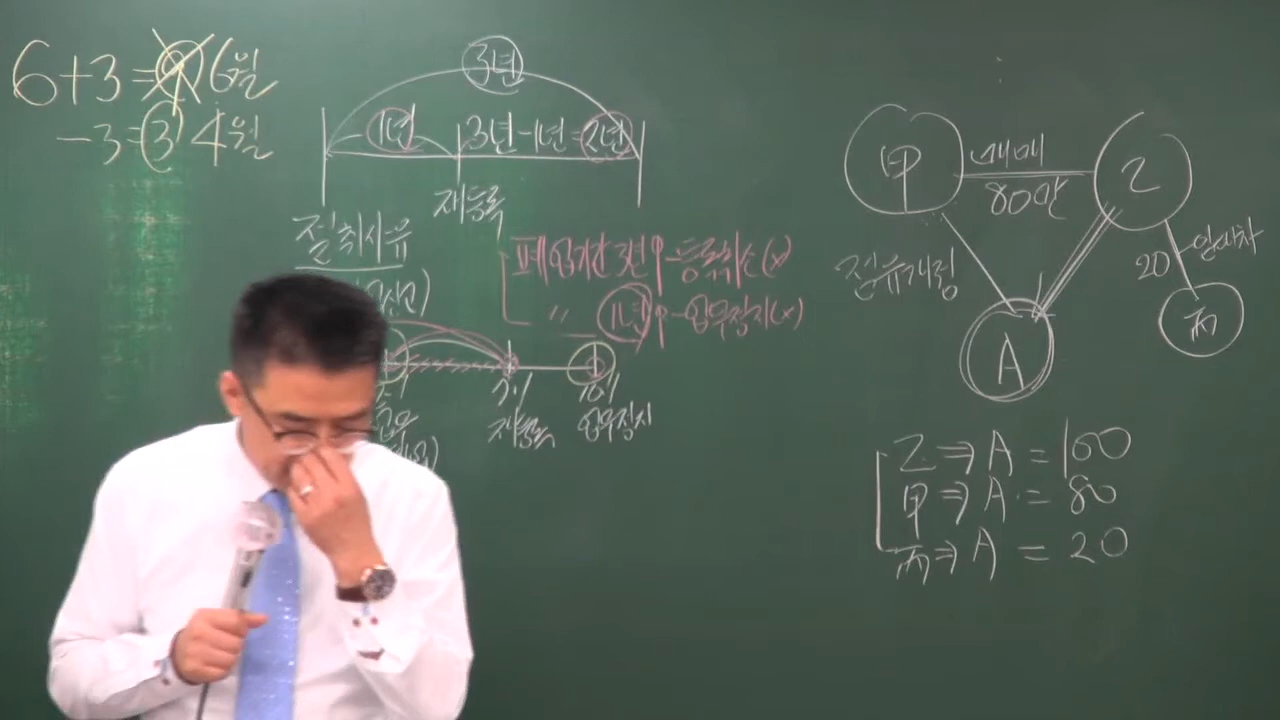 6+3=9 6월
-3=3 4월
3년
1년 3년-1년=2년
재등록
절취사유
폐업기간 3년↑-등록취소(x)
〃 1년↑-업무정지(x)
7/1 10/1
재등록 업무정지
甲 매매 乙
80만
점유개정
20 임대차
丙
A
乙⇒A=100
甲⇒A=80
丙⇒A=20